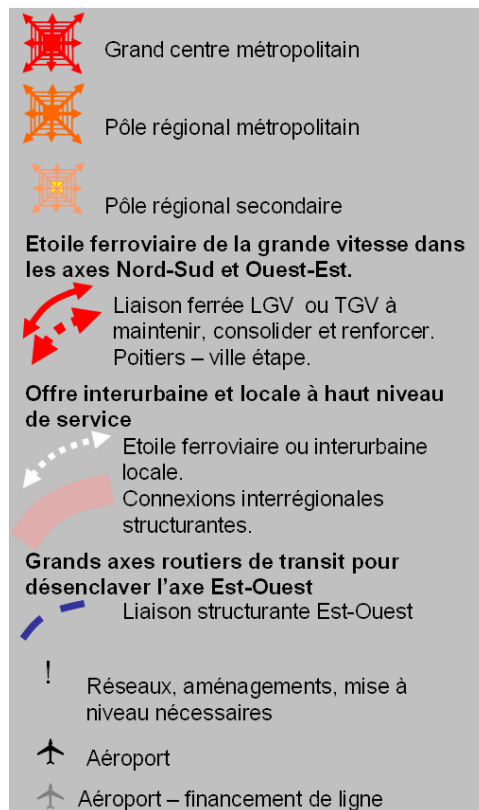 Grand centre métropolitain
Pôle régional métropolitain
Pôle régional secondaire
Etoile ferroviaire de la grande vitesse dans
les axes Nord-Sud et Ouest-Est.
Liaison ferrée LGV ou TGV à
maintenir, consolider et renforcer.
Poitiers – ville étape.
Offre interurbaine et locale à haut niveau
de service
Etoile ferroviaire ou interurbaine
locale.
Connexions interrégionales
structurantes.
Grands axes routiers de transit pour
désenclaver l'axe Est-Ouest
Liaison structurante Est-Ouest
!
Réseaux, aménagements, mise à
niveau nécessaires
Aéroport
Aéroport – financement de ligne